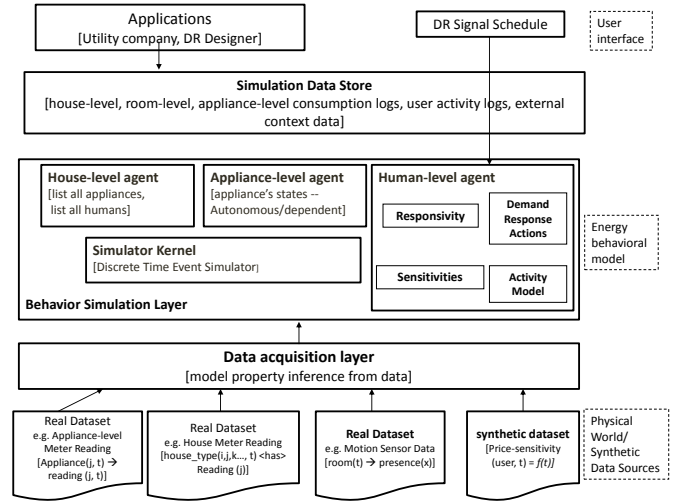 Applications
[Utility company, DR Designer]
DR Signal Schedule
User
interface
Simulation Data Store
[house-level, room-level, appliance-level consumption logs, user activity logs, external
context data]
House-level agent
[list all appliances,
list all humans]
Appliance-level agent
[appliance's states --
Autonomous/dependent]
Human-level agent
Responsivity
Demand
Response
Actions
Sensitivities
Activity
Model
Simulator Kernel
[Discrete Time Event Simulator]
Behavior Simulation Layer
Energy
behavioral
model
Data acquisition layer
[model property inference from data]
Real Dataset
e.g. Appliance-level
Meter Reading
[Appliance(j, t) →
reading (j, t)]
Real Dataset
e.g. House Meter Reading
[house_type(i,j,k..., t) <has>
Reading (j)]
Real Dataset
e.g. Motion Sensor Data
[room(t) → presence(x)]
synthetic dataset
[Price-sensitivity
(user, t) = f(t)]
Physical
World/
Synthetic
Data Sources